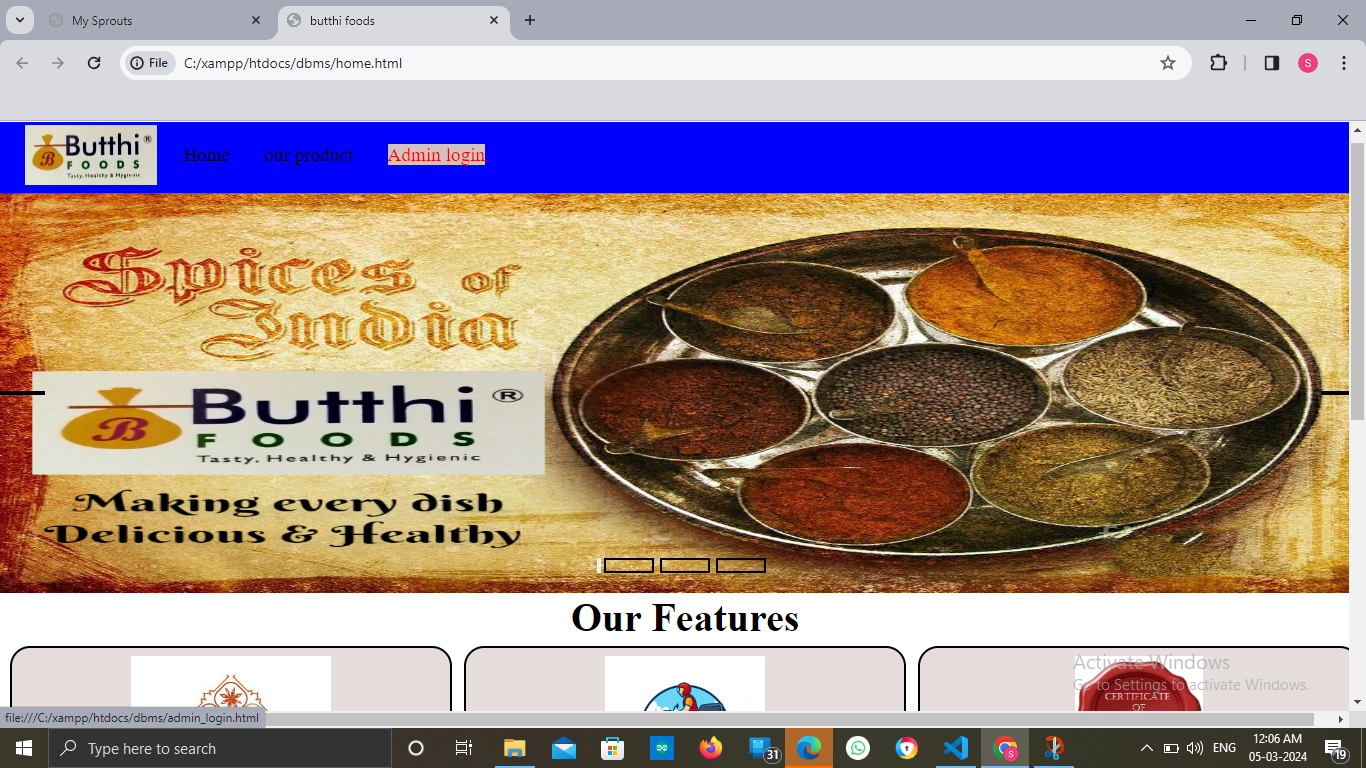 My Sprouts
butthi foods
File
C:/xampp/htdocs/dbms/home.html
S
Butthi ®
B
FOODS
Tasty, Healthy & Hygienic
Home
our product
Admin login
Spices of
India
Butthi ®
B
FOODS
Tasty, Healthy & Hygienic
Making every dish
Delicious & Healthy
Our Features
CERTIFICATE
OF
Activate Windows
Go to Settings to activate Windows.
file:///C:/xampp/htdocs/dbms/admin_login.html
Type here to search
31
S
ENG
12:06 AM
05-03-2024
19